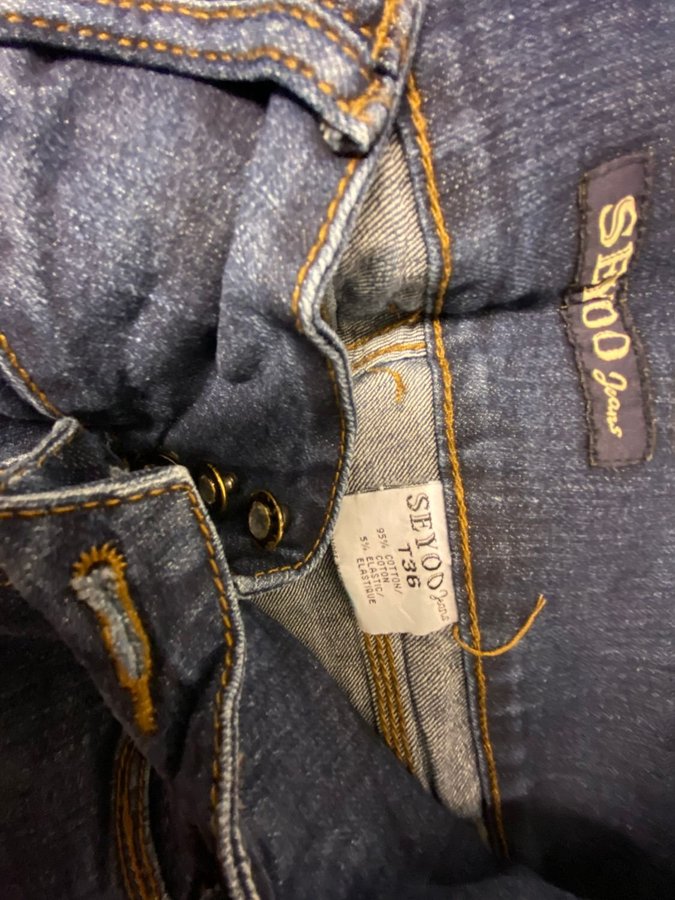 SEYOO Jeans
SEYOO Jeans
T36
95% COTTON/
COTON
5% ELASTIC/
ELASTIQUE